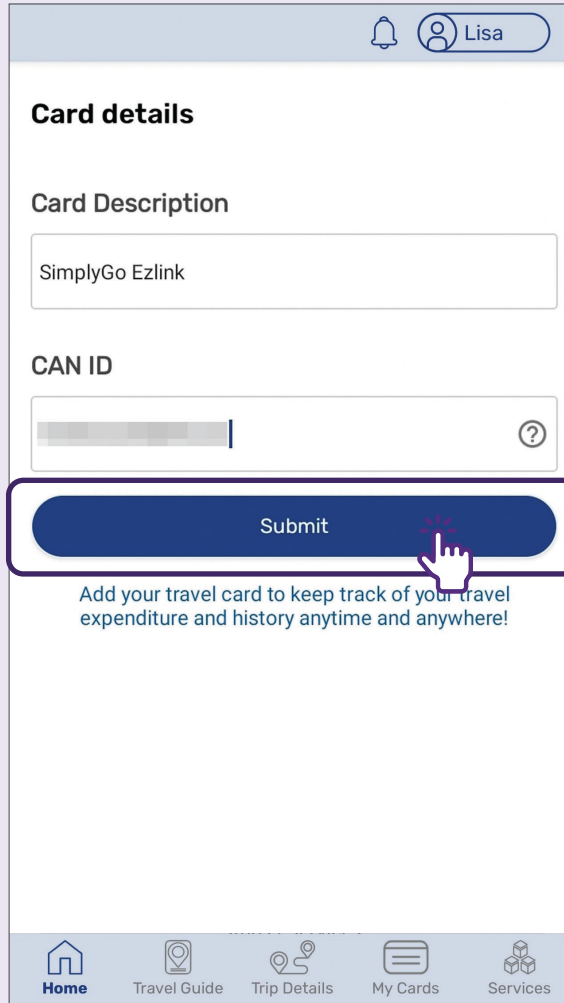 Lisa
Card details
Card Description
SimplyGo Ezlink
CAN ID
Submit
Add your travel card to keep track of your travel
expenditure and history anytime and anywhere!
Home Travel Guide Trip Details My Cards Services